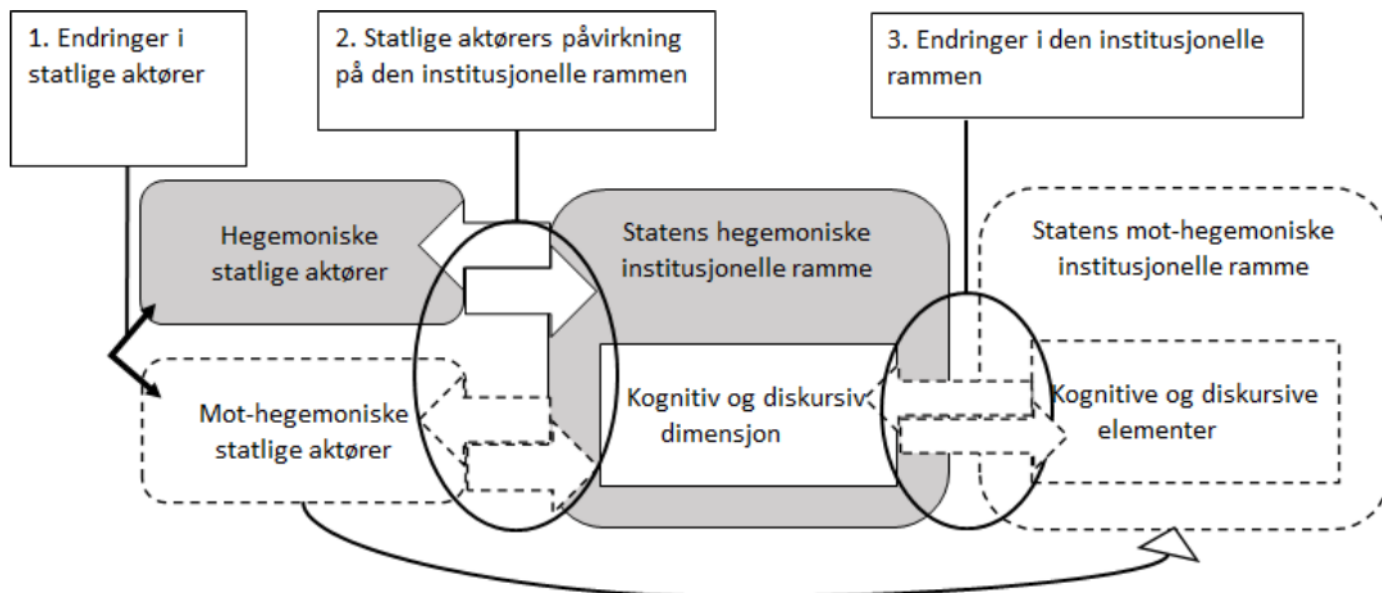 1. Endringer i
statlige aktører
2. Statlige aktørers påvirkning
på den institusjonelle rammen
3. Endringer i den institusjonelle
rammen
Hegemoniske
statlige aktører
Statens hegemoniske
institusjonelle ramme
Statens mot-hegemoniske
institusjonelle ramme
Mot-hegemoniske
statlige aktører
Kognitiv og diskursiv
dimensjon
Kognitive og diskursive
elementer